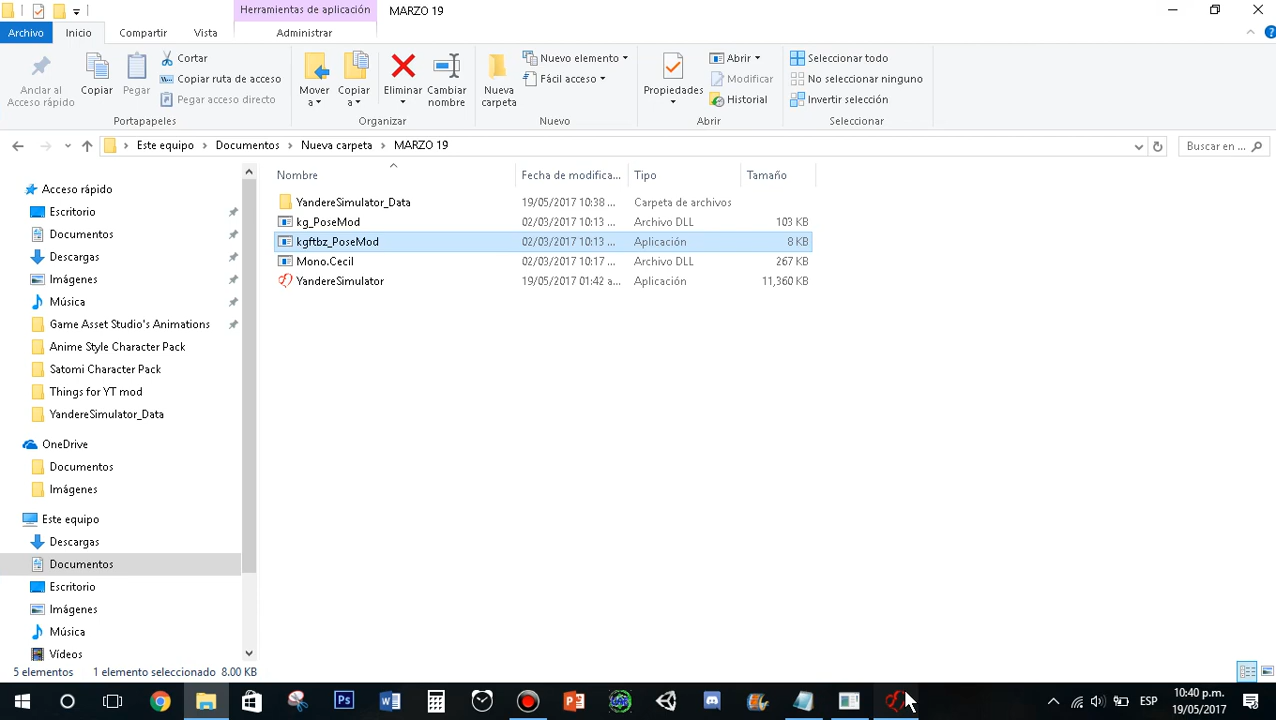 Herramientas de aplicación
MARZO 19
Archivo
Inicio
Compartir
Vista
Administrar
Anclar al
Acceso rápido
Copiar
Pegar
Cortar
Copiar ruta de acceso
Pegar acceso directo
Portapapeles
Mover
a
Copiar
a
Eliminar
Cambiar
nombre
Organizar
Nueva
carpeta
Nuevo elemento
Fácil acceso
Nuevo
Propiedades
Abrir
Modificar
Historial
Abrir
Seleccionar todo
No seleccionar ninguno
Invertir selección
Seleccionar
Este equipo
Documentos
Nueva carpeta
MARZO 19
Buscar en ...
Nombre
Fecha de modifica...
Tipo
Tamaño
YandereSimulator_Data 19/05/2017 10:38 ... Carpeta de archivos
kg_PoseMod 02/03/2017 10:13 ... Archivo DLL 103 KB
kgftbz_PoseMod 02/03/2017 10:13 ... Aplicación 8 KB
Mono.Cecil 02/03/2017 10:17 ... Archivo DLL 267 KB
YandereSimulator 19/05/2017 01:42 a... Aplicación 11,360 KB
Acceso rápido
Escritorio
Documentos
Descargas
Imágenes
Música
Game Asset Studio's Animations
Anime Style Character Pack
Satomi Character Pack
Things for YT mod
YandereSimulator_Data
OneDrive
Documentos
Imágenes
Este equipo
Descargas
Documentos
Escritorio
Imágenes
Música
Vídeos
5 elementos
1 elemento seleccionado 8.00 KB
ESP
10:40 p.m.
19/05/2017